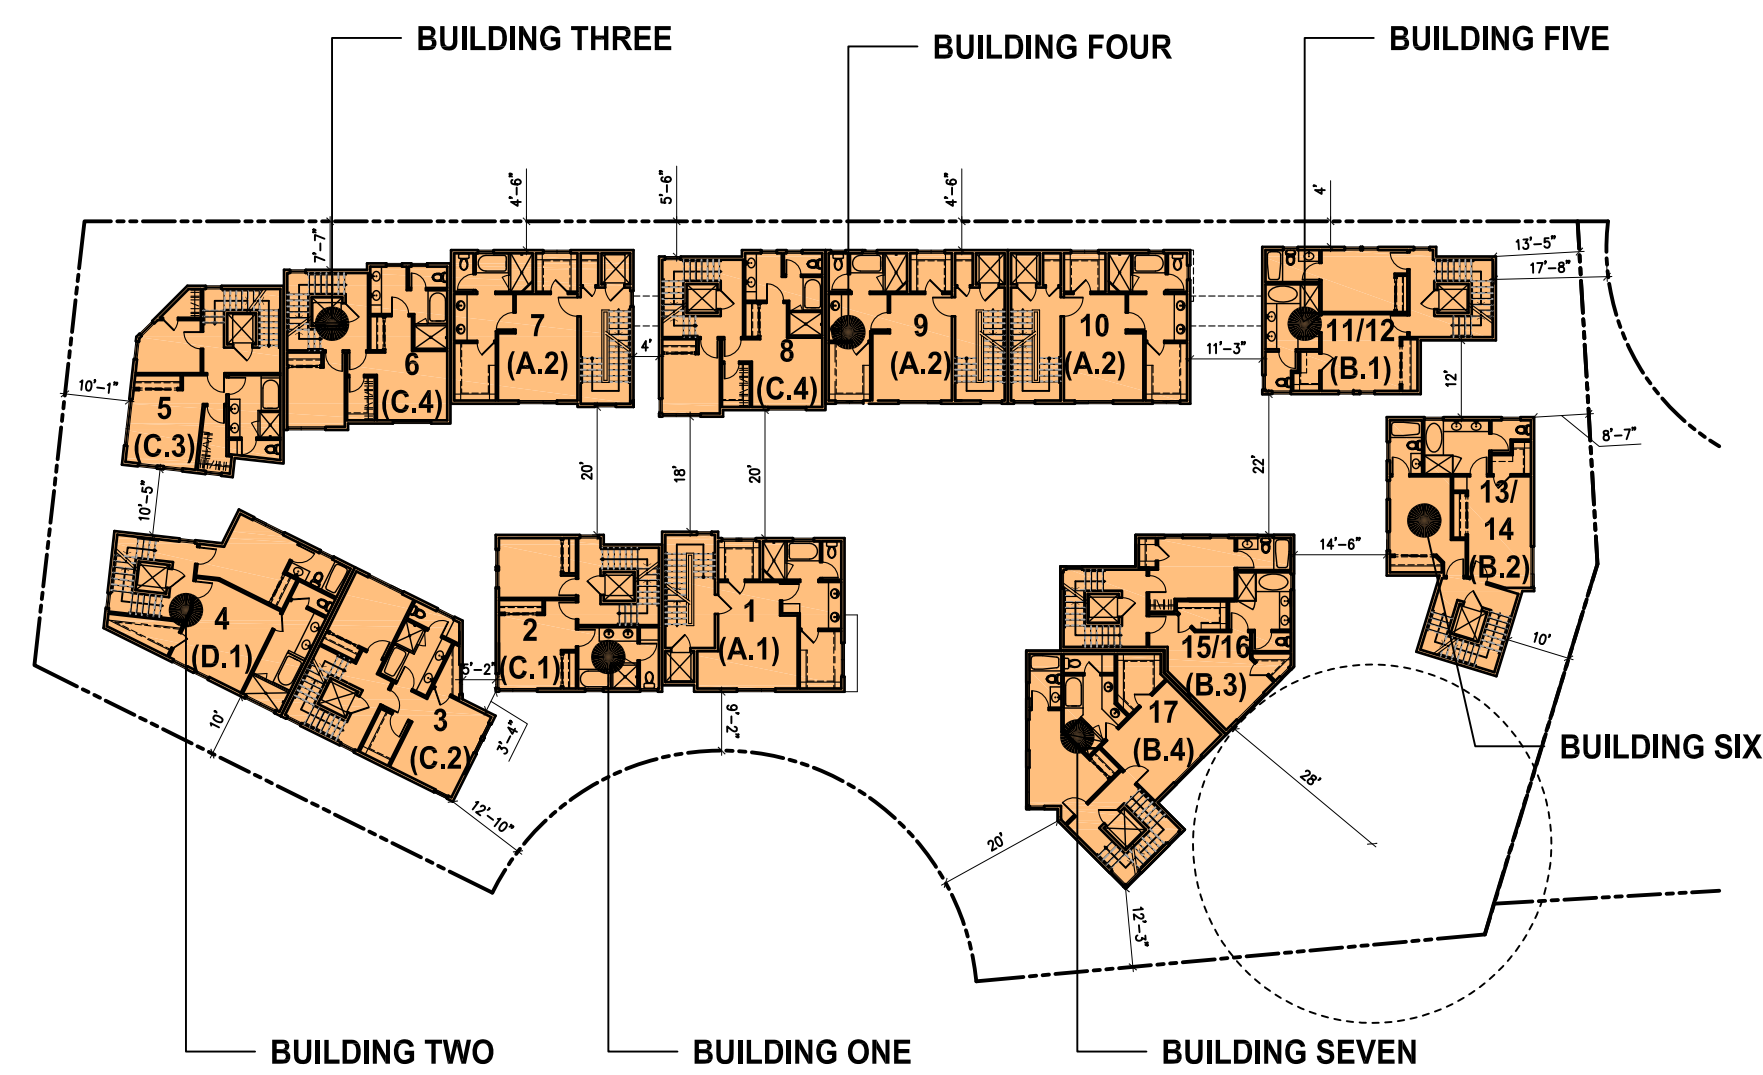 BUILDING THREE
BUILDING FOUR
BUILDING FIVE
4'-6"
5'-6"
4'-6"
4'
7'-7"
13'-5"
17'-8"
7
(A.2)
9
(A.2)
10
(A.2)
11/12
(B.1)
6
(C.4)
8
(C.4)
4'
11'-3"
12'
10'-1"
5
(C.3)
8'-7"
20'
18'
20'
22'
10'-5"
13/
14
(B.2)
14'-6"
4
(D.1)
2
(C.1)
1
(A.1)
15/16
(B.3)
10'
5'-2"
3
(C.2)
17
(B.4)
10'
3'-4"
9'-2"
BUILDING SIX
28'
12'-10"
20'
12'-3"
BUILDING TWO
BUILDING ONE
BUILDING SEVEN